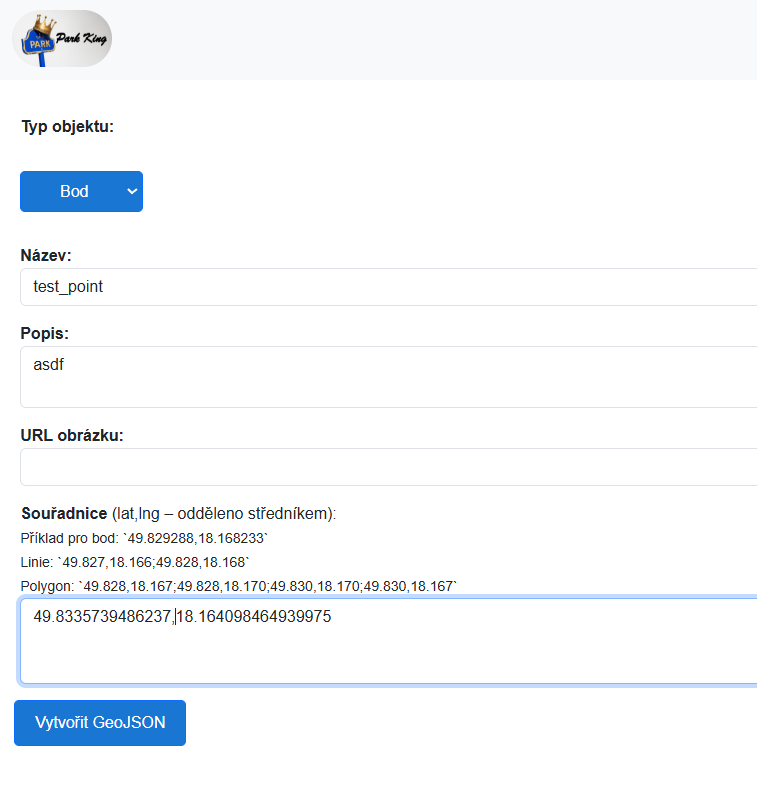 PARK Park King
Typ objektu:
Bod
Název:
test_point
Popis:
asdf
URL obrázku:
Souřadnice (lat,lng – odděleno středníkem):
Příklad pro bod: `49.829288,18.168233`
Linie: `49.827,18.166;49.828,18.168`
Polygon: `49.828,18.167;49.828,18.170;49.830,18.170;49.830,18.167`
49.8335739486237,18.164098464939975
Vytvořit GeoJSON